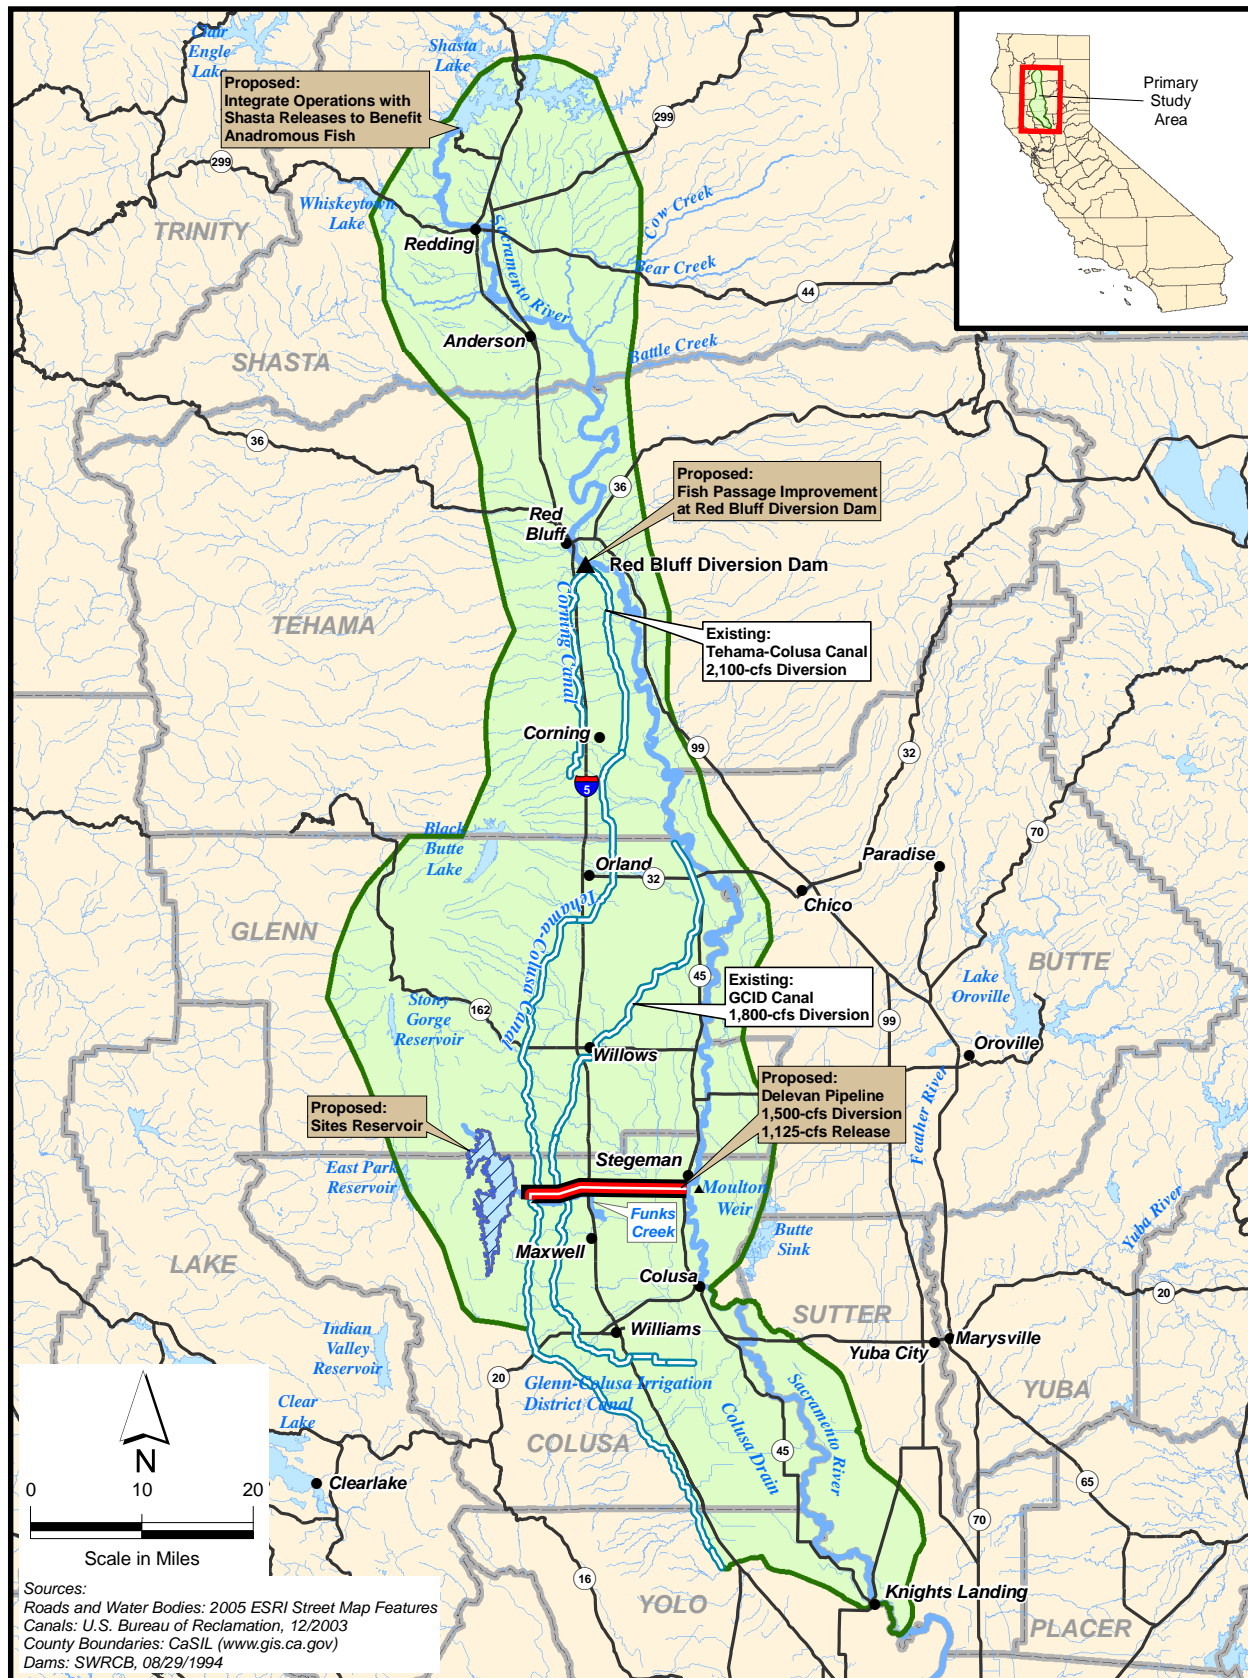 Clair
Engle
Lake
Shasta
Lake
Proposed:
Integrate Operations with
Shasta Releases to Benefit
Anadromous Fish
Primary
Study
Area
299
299
Whiskeytown
Lake
TRINITY
Redding
Sacramento River
Cow Creek
Bear Creek
44
Anderson
Battle Creek
SHASTA
36
Proposed:
Fish Passage Improvement
at Red Bluff Diversion Dam
36
Red
Bluff
Red Bluff Diversion Dam
Corning Canal
TEHAMA
Existing:
Tehama-Colusa Canal
2,100-cfs Diversion
Corning
99
32
5
70
Black
Butte
Lake
Paradise
Orland
32
Chico
Tehama-Colusa Canal
GLENN
BUTTE
Lake
Oroville
45
Existing:
GCID Canal
1,800-cfs Diversion
Stony
Gorge
Reservoir
162
99
Willows
Oroville
Feather River
Proposed:
Delevan Pipeline
1,500-cfs Diversion
1,125-cfs Release
Proposed:
Sites Reservoir
Stegeman
East Park
Reservoir
Moulton
Weir
Funks
Creek
Butte
Sink
Yuba River
Maxwell
LAKE
Colusa
20
SUTTER
Indian
Valley
Reservoir
Williams
Marysville
Yuba City
20
Glenn-Colusa Irrigation
District Canal
YUBA
Clear
Lake
Sacramento River
Colusa Drain
COLUSA
45
N
Clearlake
65
0 10 20
Scale in Miles
70
16
YOLO
Knights Landing
PLACER
Sources:
Roads and Water Bodies: 2005 ESRI Street Map Features
Canals: U.S. Bureau of Reclamation, 12/2003
County Boundaries: CaSIL (www.gis.ca.gov)
Dams: SWRCB, 08/29/1994